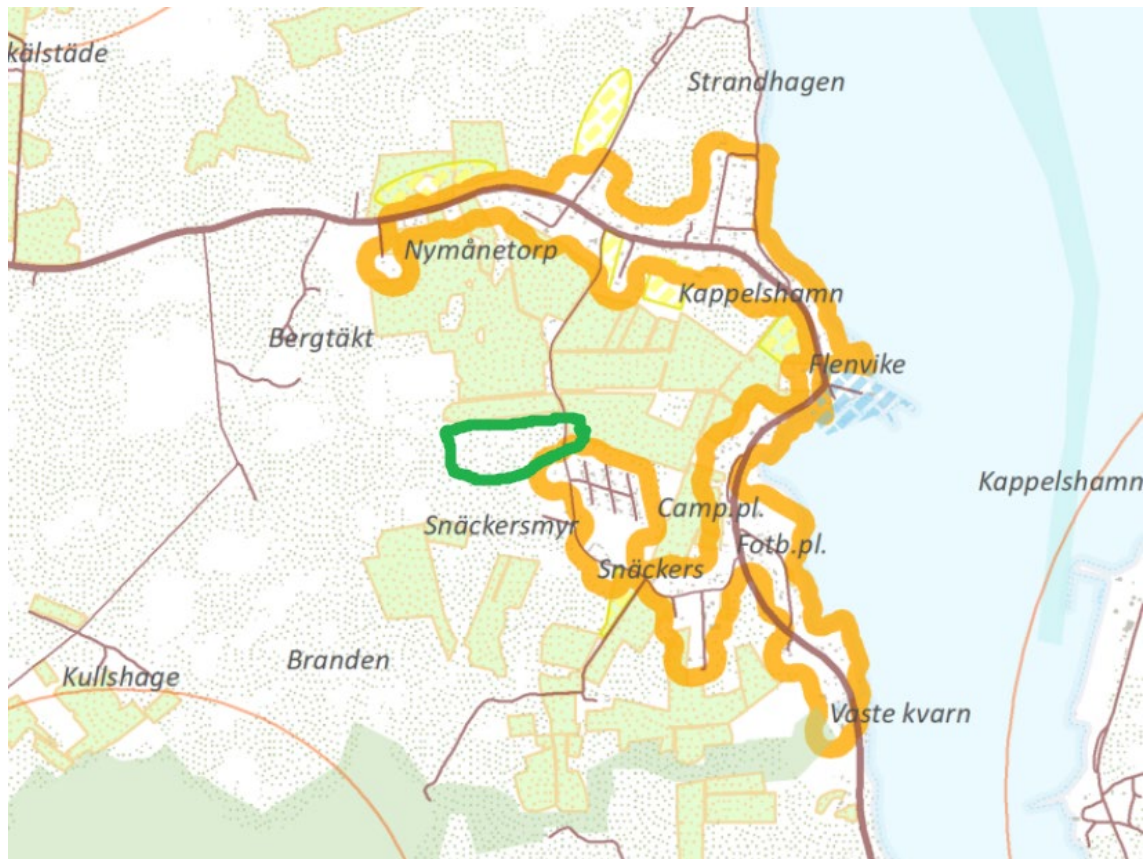 kälstäde
Strandhagen
Nymånetorp
Kappelshamn
Bergtäkt
Flenvike
Kappelshamn
Snäckersmyr
Camp.pl.
Fotb.pl.
Snäckers
Branden
Kullshage
Vaste kvarn